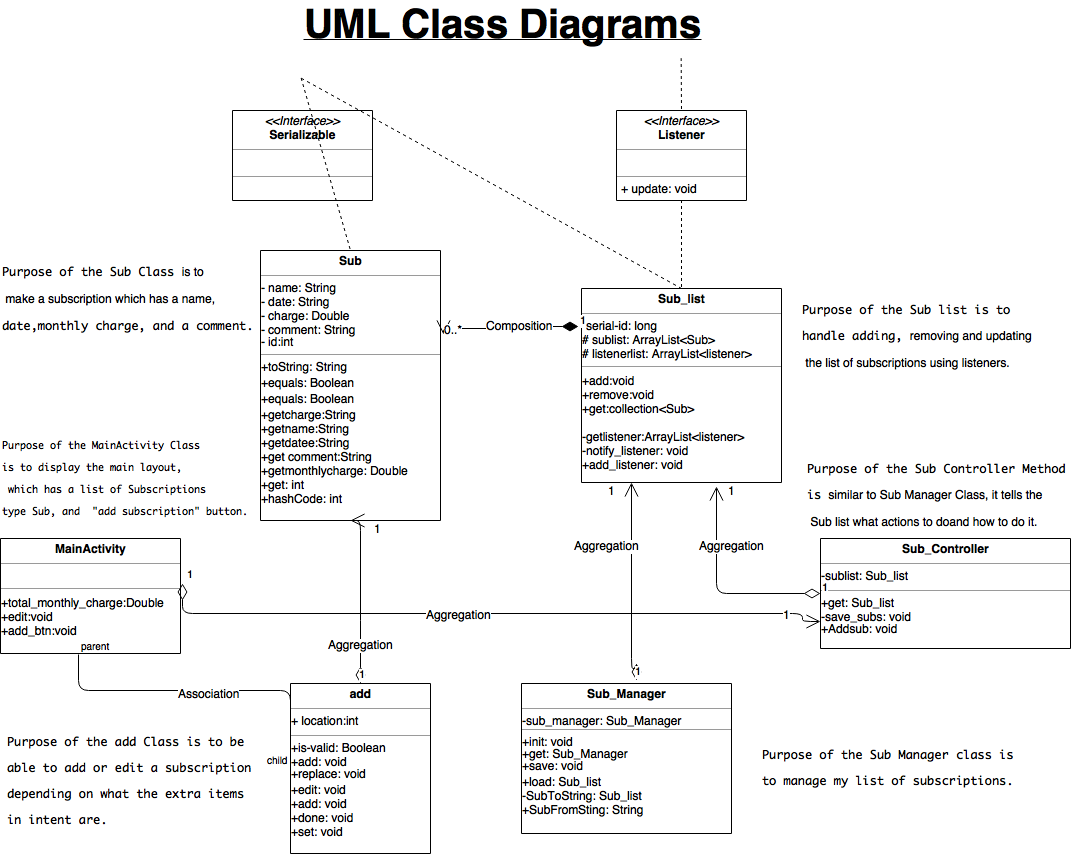 UML Class Diagrams
<<Interface>>
Serializable
<<Interface>>
Listener
+ update: void
Purpose of the Sub Class is to
make a subscription which has a name,
date,monthly charge, and a comment.
Sub
- name: String
- date: String
- charge: Double
- comment: String
- id:int
+toString: String
+equals: Boolean
+equals: Boolean
+getcharge:String
+getname:String
+getdatee:String
+get comment:String
+getmonthlycharge: Double
+get: int
+hashCode: int
0..*
Composition
1
Sub_list
serial-id: long
# sublist: ArrayList<Sub>
# listenerlist: ArrayList<listener>
+add:void
+remove:void
+get:collection<Sub>
-getlistener:ArrayList<listener>
-notify_listener: void
+add_listener: void
Purpose of the Sub list is to
handle adding, removing and updating
the list of subscriptions using listeners.
Purpose of the MainActivity Class
is to display the main layout,
which has a list of Subscriptions
type Sub, and "add subscription" button.
Purpose of the Sub Controller Method
is similar to Sub Manager Class, it tells the
Sub list what actions to doand how to do it.
1
1
1
Aggregation
Aggregation
MainActivity
+total_monthly_charge:Double
+edit:void
+add_btn:void
parent
1
Aggregation
1
Sub_Controller
-sublist: Sub_list
1
+get: Sub_list
-save_subs: void
+Addsub: void
Aggregation
1
1
Association
add
+ location:int
+is-valid: Boolean
child
+add: void
+replace: void
+edit: void
+add: void
+done: void
+set: void
Sub_Manager
-sub_manager: Sub_Manager
+init: void
+get: Sub_Manager
+save: void
+load: Sub_list
-SubToString: Sub_list
+SubFromSting: String
Purpose of the add Class is to be
able to add or edit a subscription
depending on what the extra items
in intent are.
Purpose of the Sub Manager class is
to manage my list of subscriptions.